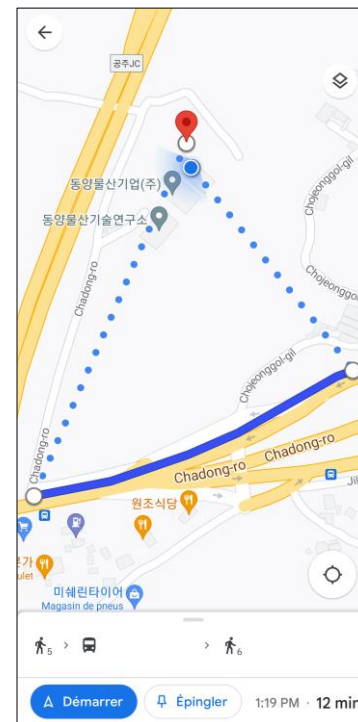 공주JC
동양물산기업(주)
동양물산기술연구소
Chojeonggol-gil
Chojeonggol
Chadong-ro
Chojeonggol-gil
Chadong-ro
Chadong-ro
Chadong-ro
원조식당
미쉐린타이어
Magasin de pneus
5 > > 6
Démarrer
Épingler
1:19 PM · 12 min